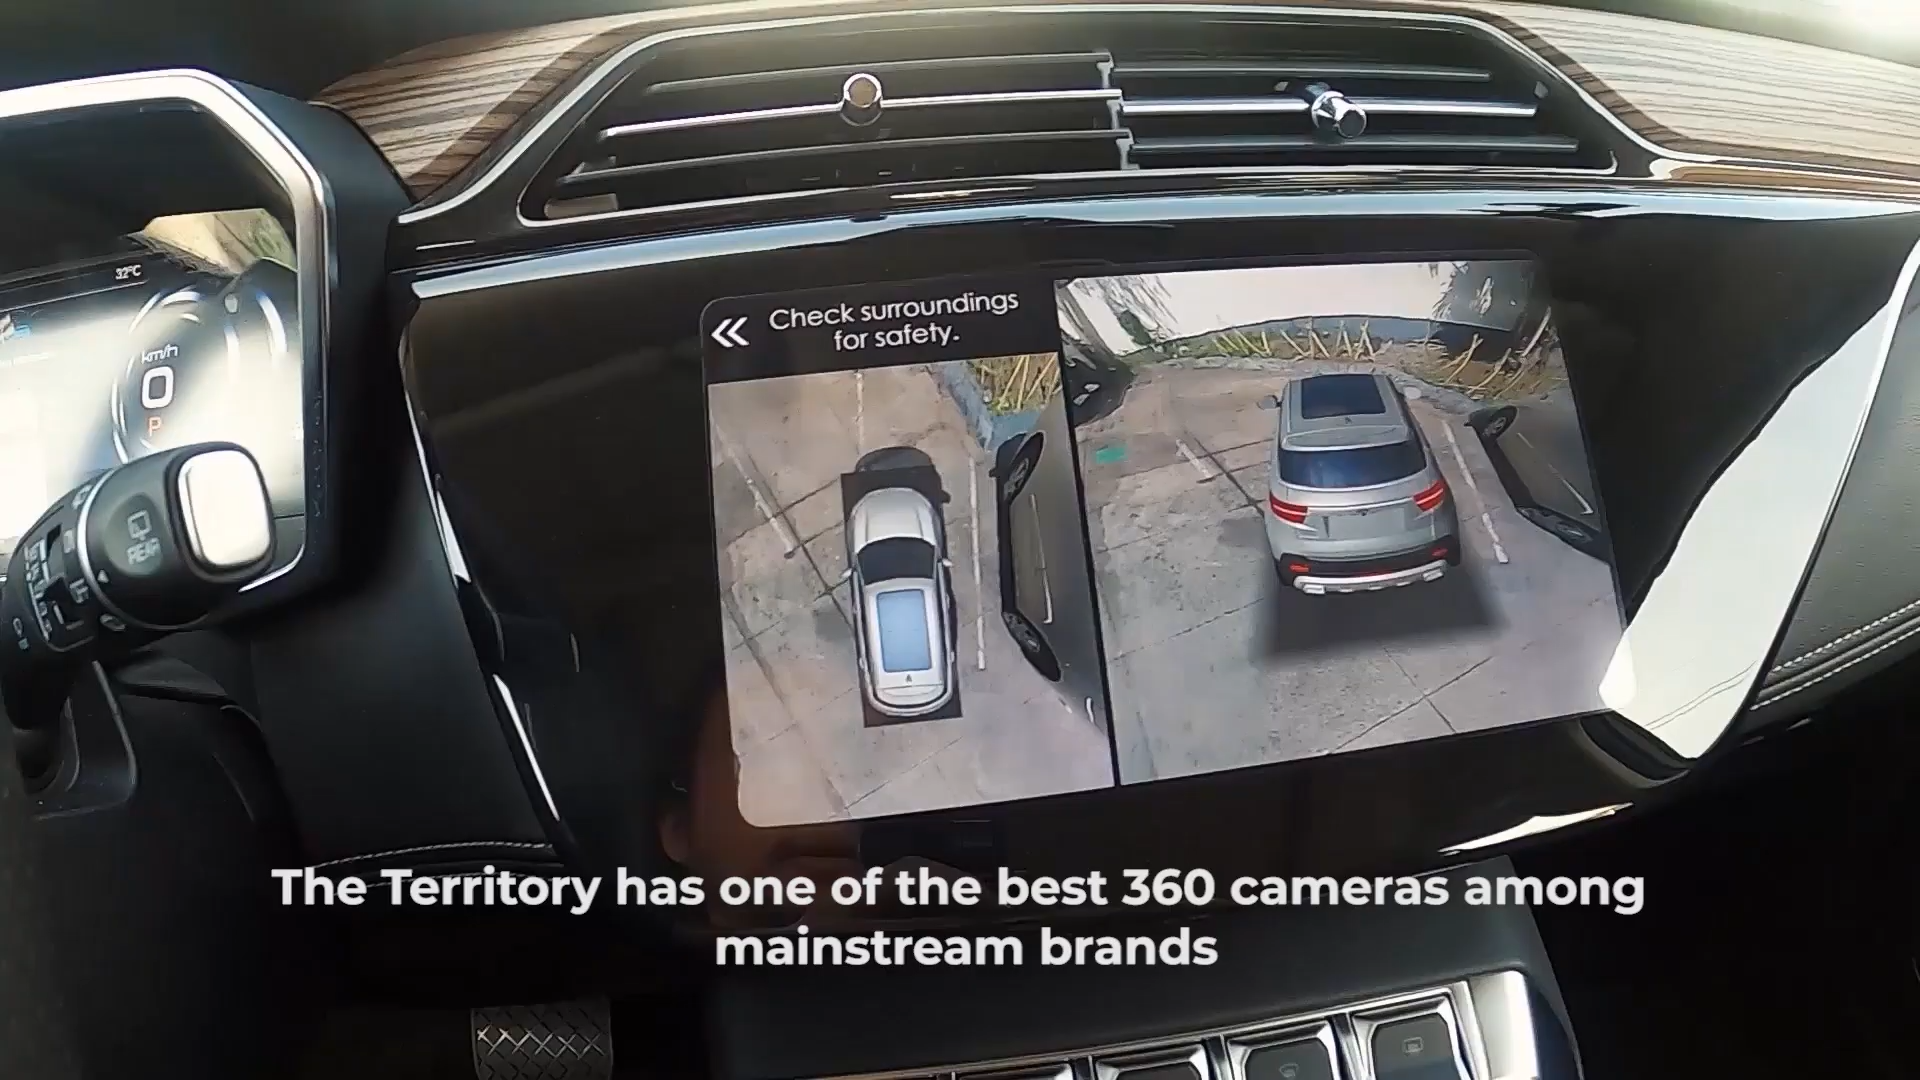 32°C
km/h
0
P
REAR
Check surroundings
for safety.
The Territory has one of the best 360 cameras among
mainstream brands